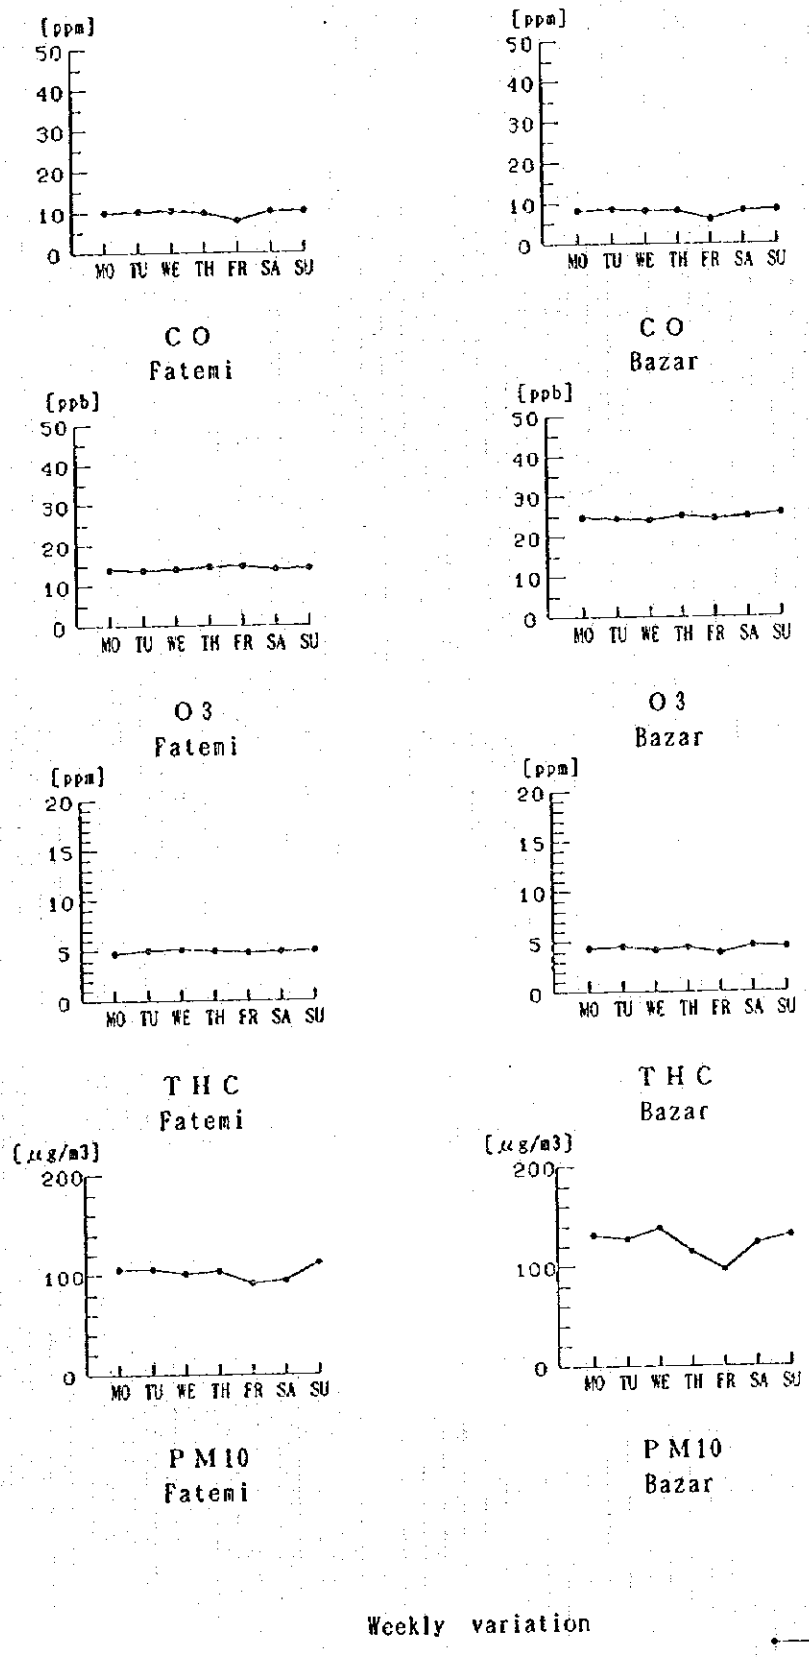 [ppm]
50
40
30
20
10
0
MO TU WE TH FR SA SU
CO
Fatemi
[ppm]
50
40
30
20
10
0
MO TU WE TH FR SA SU
CO
Bazar
[ppb]
50
40
30
20
10
0
MO TU WE TH FR SA SU
O3
Fatemi
[ppb]
50
40
30
20
10
0
MO TU WE TH FR SA SU
O3
Bazar
[ppm]
20
15
10
5
0
MO TU WE TH FR SA SU
THC
Fatemi
[ppm]
20
15
10
5
0
MO TU WE TH FR SA SU
THC
Bazar
[μg/m3]
200
100
0
MO TU WE TH FR SA SU
PM10
Fatemi
[μg/m3]
200
100
0
MO TU WE TH FR SA SU
PM10
Bazar
Weekly variation